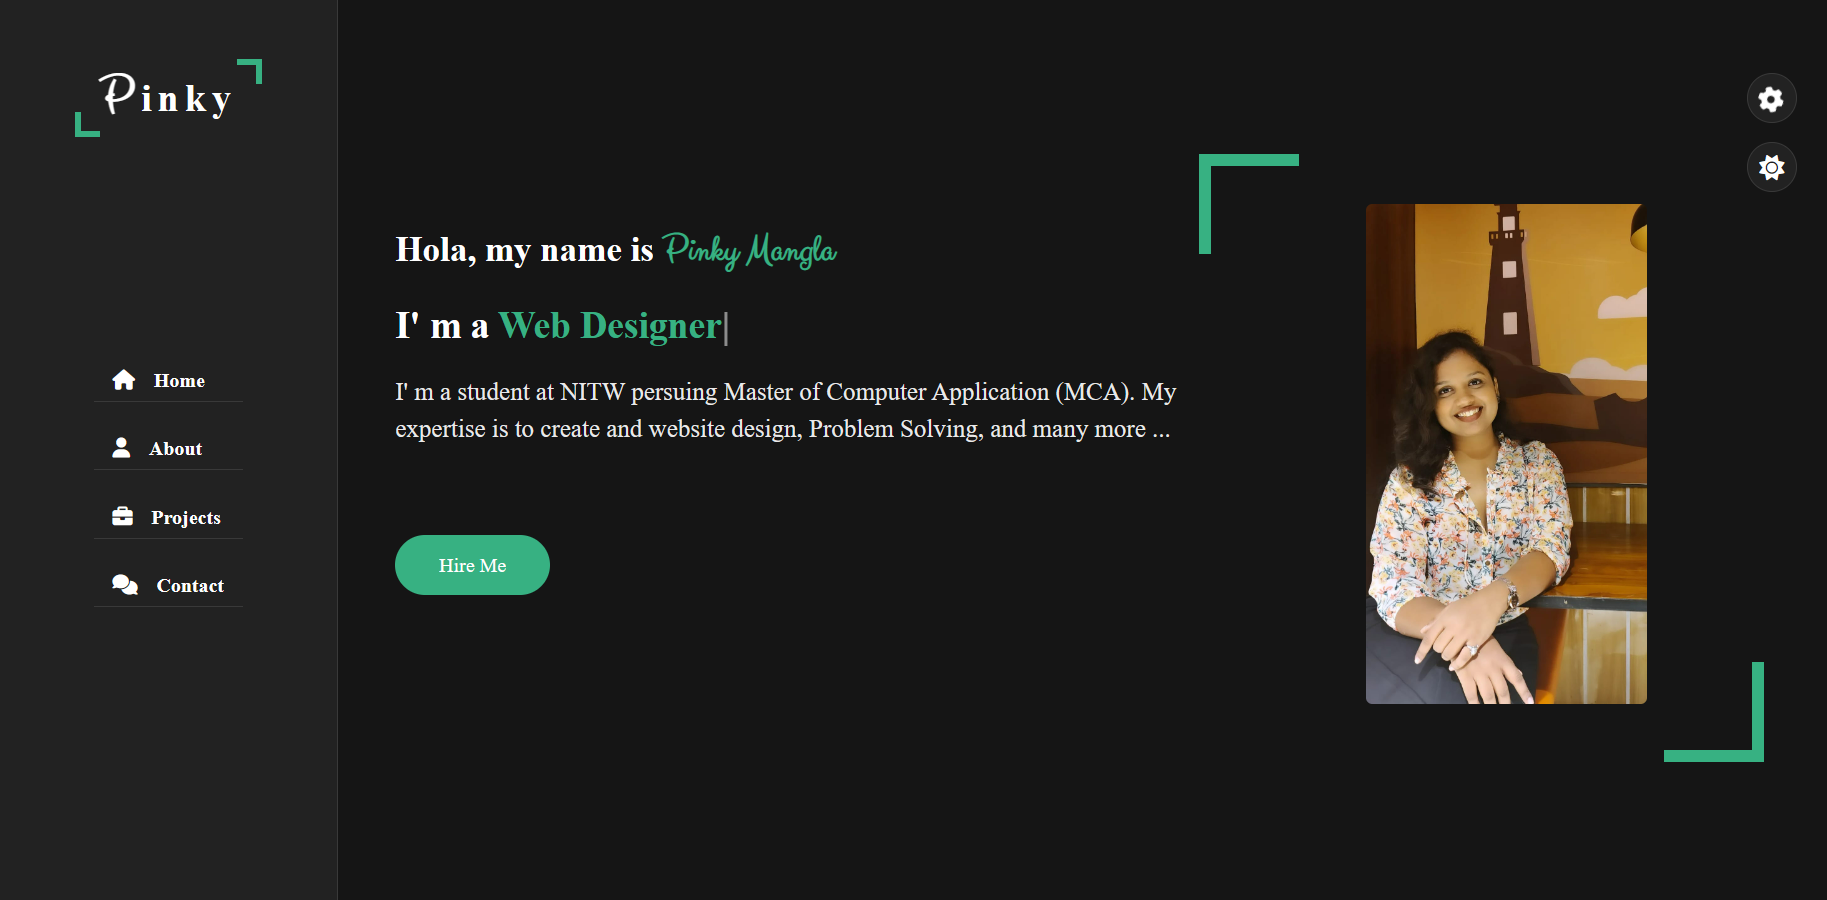 Pinky
Home
About
Projects
Contact
Hola, my name is Pinky Mangla
I' m a Web Designer|
I' m a student at NITW persuing Master of Computer Application (MCA). My
expertise is to create and website design, Problem Solving, and many more ...
Hire Me